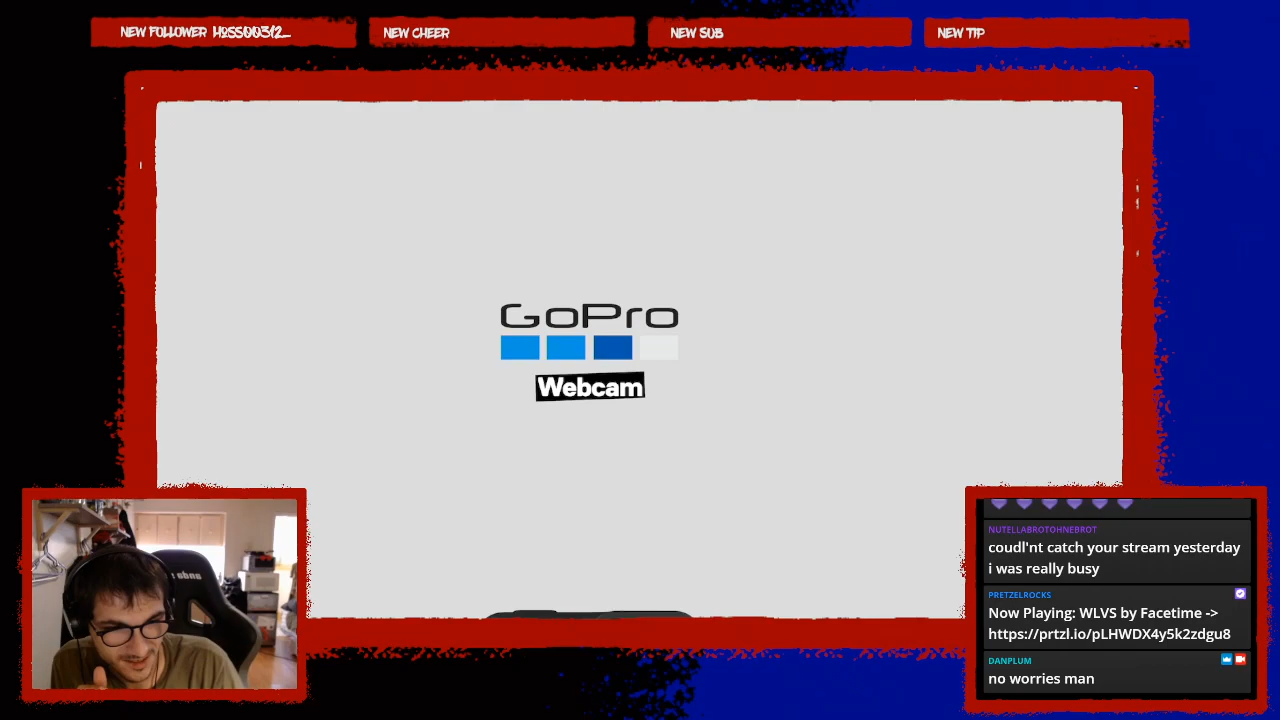 NEW FOLLOWER HOSS00312_
NEW CHEER
NEW SUB
NEW TIP
GoPro
Webcam
NUTELLABROTOHNEBROT
coudl'nt catch your stream yesterday
i was really busy
PRETZELROCKS
Now Playing: WLVS by Facetime ->
https://prtzl.io/pLHWDX4y5k2zdgu8
DANPLUM
no worries man